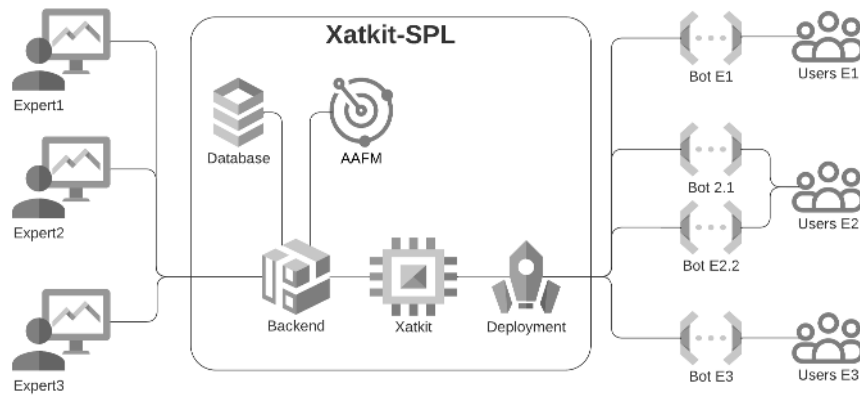 Xatkit-SPL
Expert1
Expert2
Expert3
Database
AAFM
Backend
Xatkit
Deployment
Bot E1
Users E1
Bot 2.1
Bot E2.2
Users E2
Bot E3
Users E3